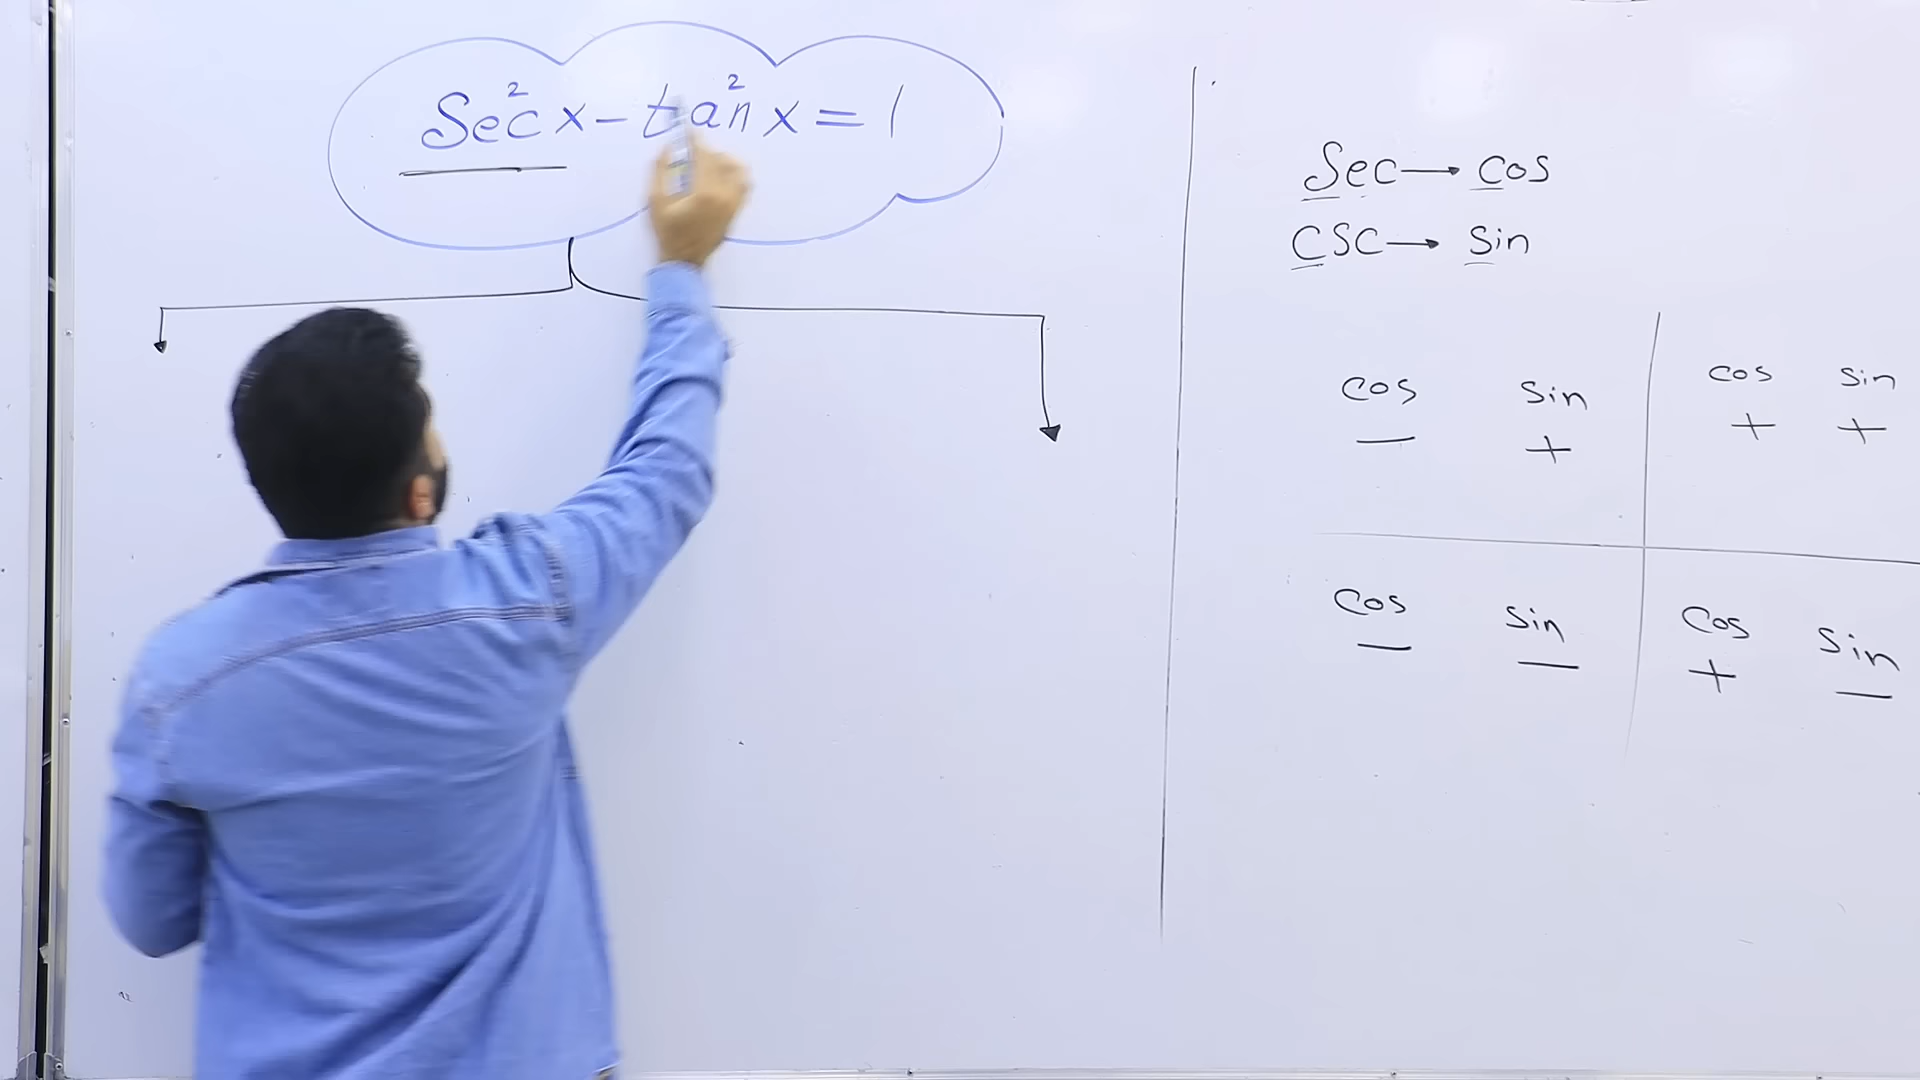 Sec²x - tan²x = 1
Sec → Cos
CSC → Sin
cos sin cos sin
— + + +
cos sin cos sin
— — + —